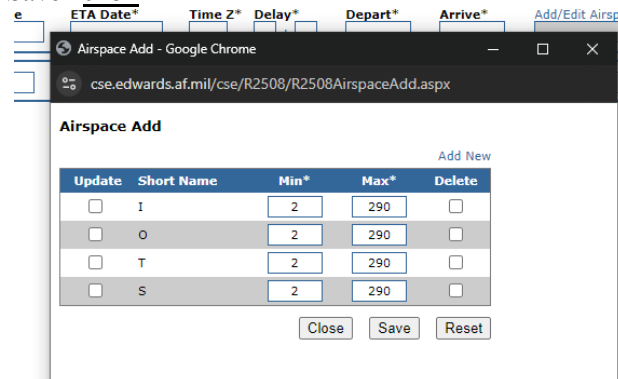 e ETA Date* Time Z* Delay* Depart* Arrive* Add/Edit Airsp
Airspace Add - Google Chrome
cse.edwards.af.mil/cse/R2508/R2508AirspaceAdd.aspx
Airspace Add
Add New
Update Short Name Min* Max* Delete
I 2 290
O 2 290
T 2 290
S 2 290
Close Save Reset